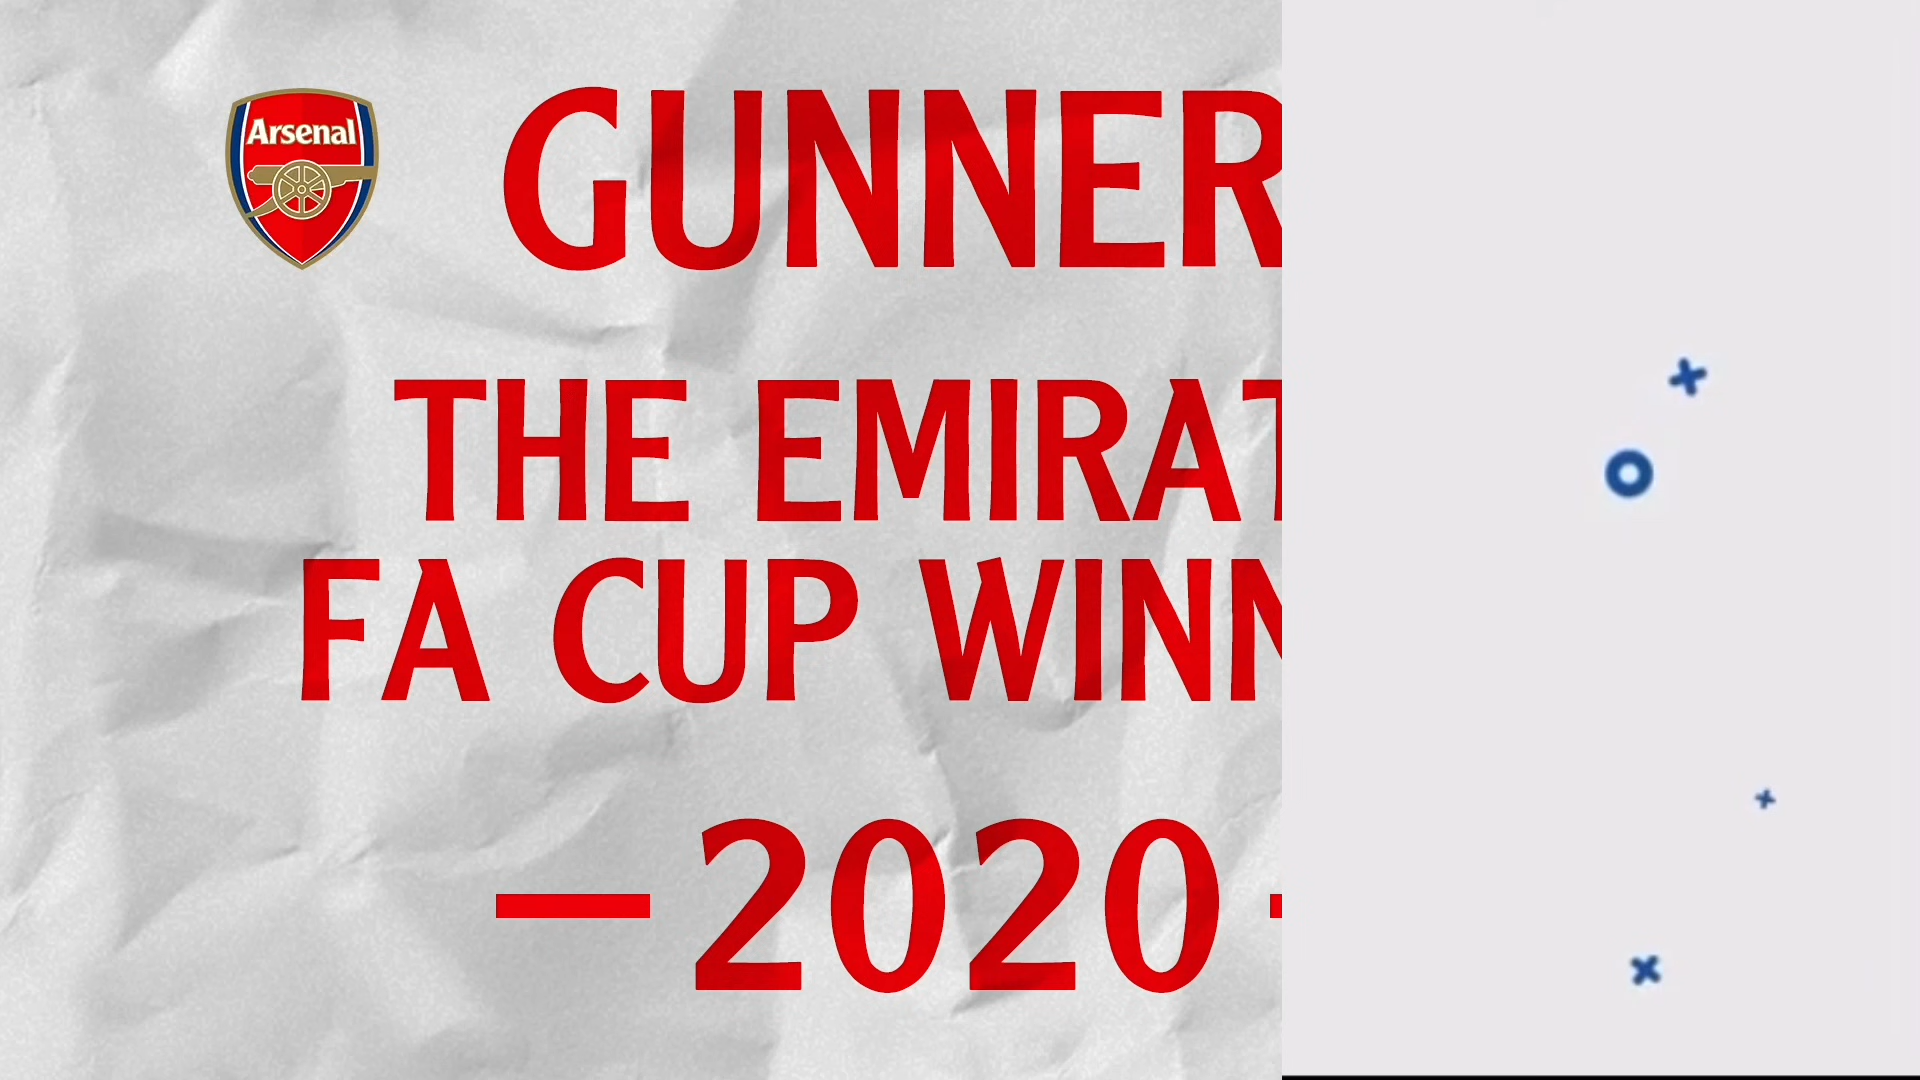 Arsenal
GUNNER
THE EMIRAT
FA CUP WINN
—2020-